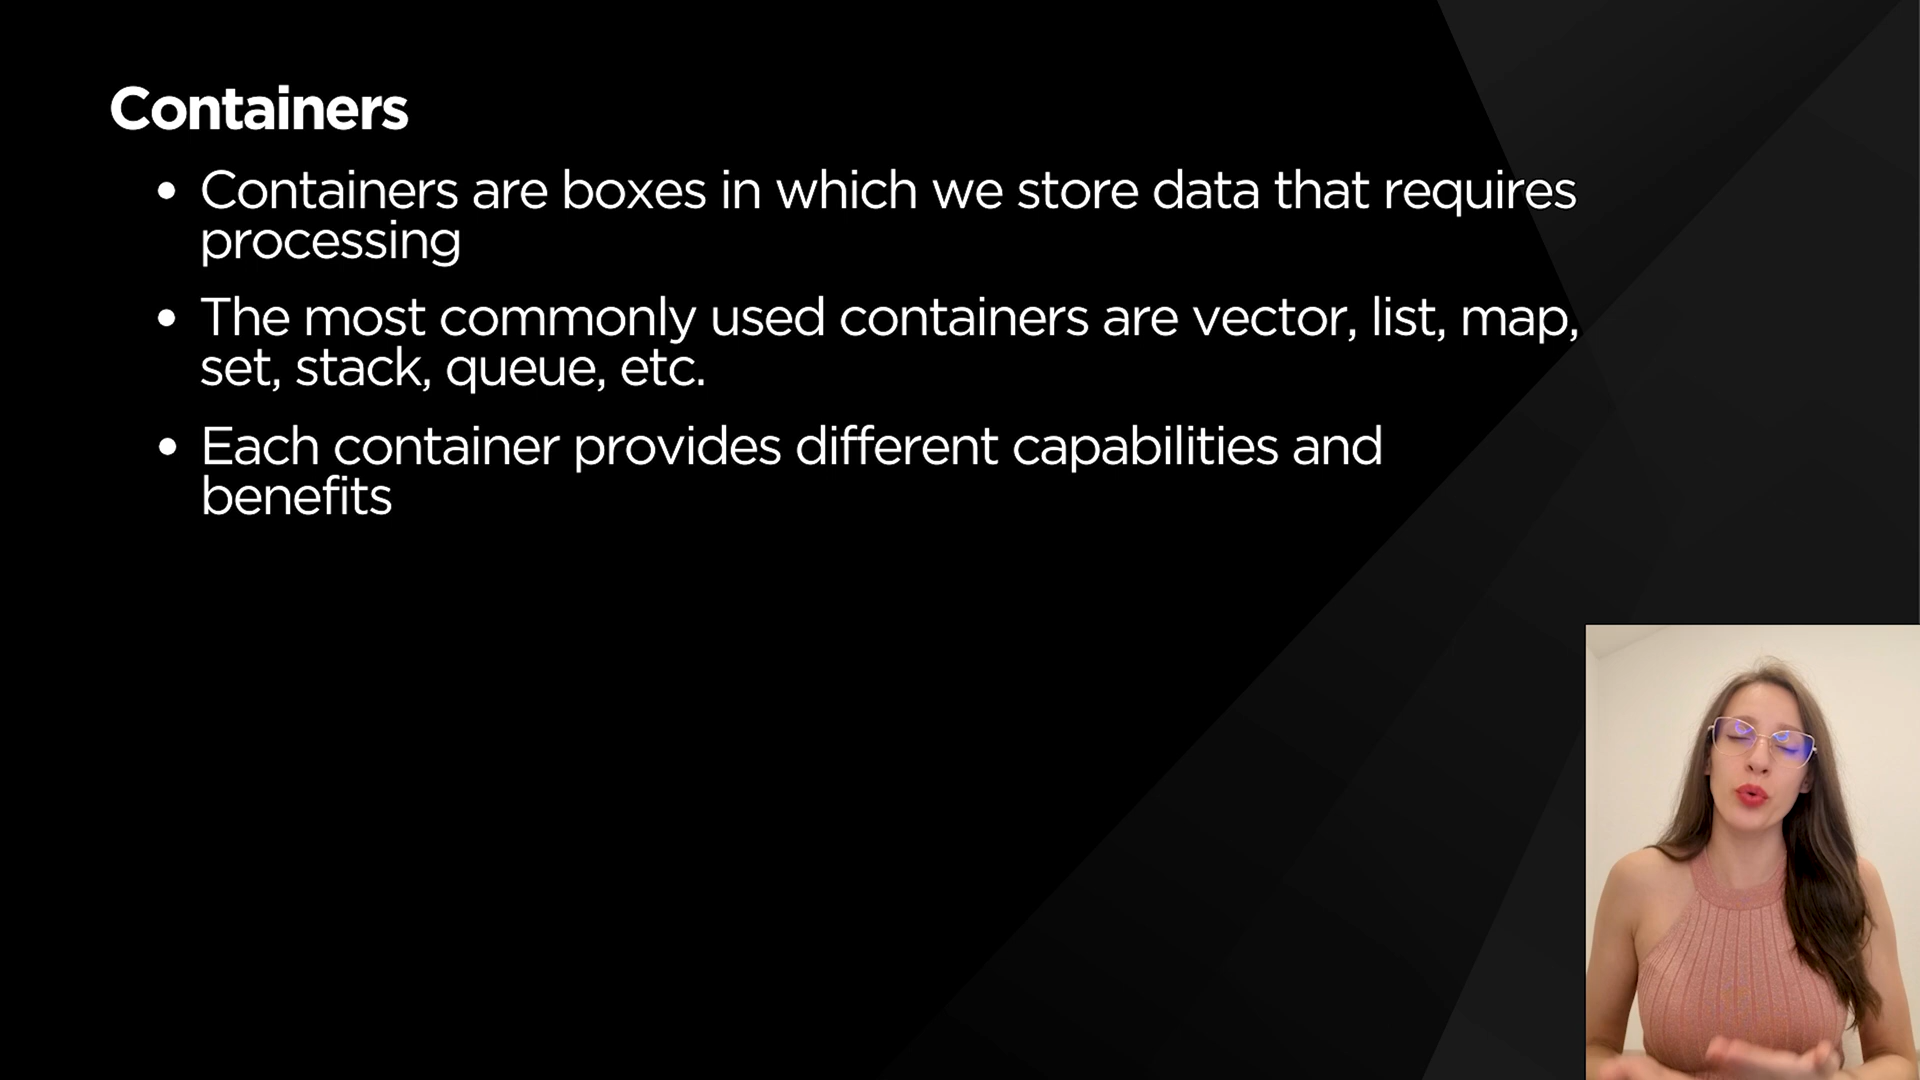 Containers
• Containers are boxes in which we store data that requires
processing
• The most commonly used containers are vector, list, map,
set, stack, queue, etc.
• Each container provides different capabilities and
benefits